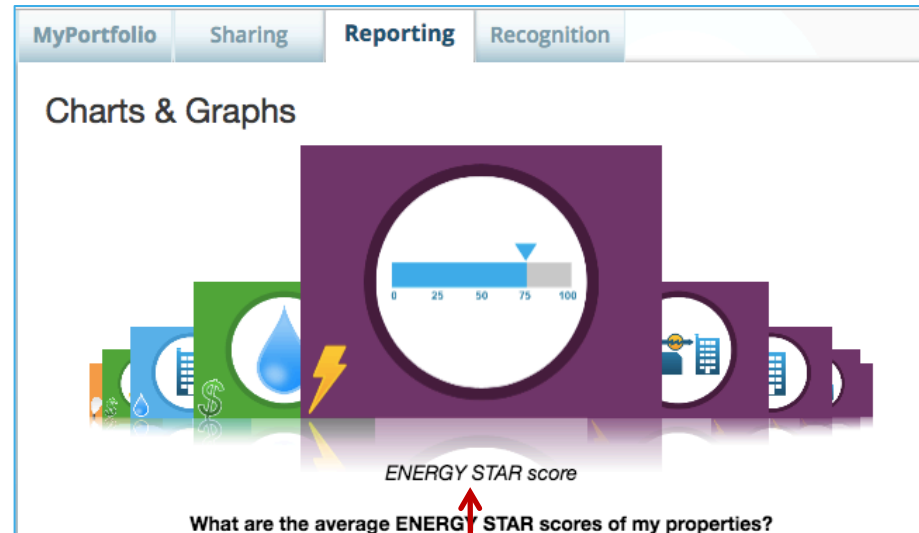 MyPortfolio Sharing Reporting Recognition
Charts & Graphs
0 25 50 75 100
$ $
ENERGY STAR score
What are the average ENERGY STAR scores of my properties?